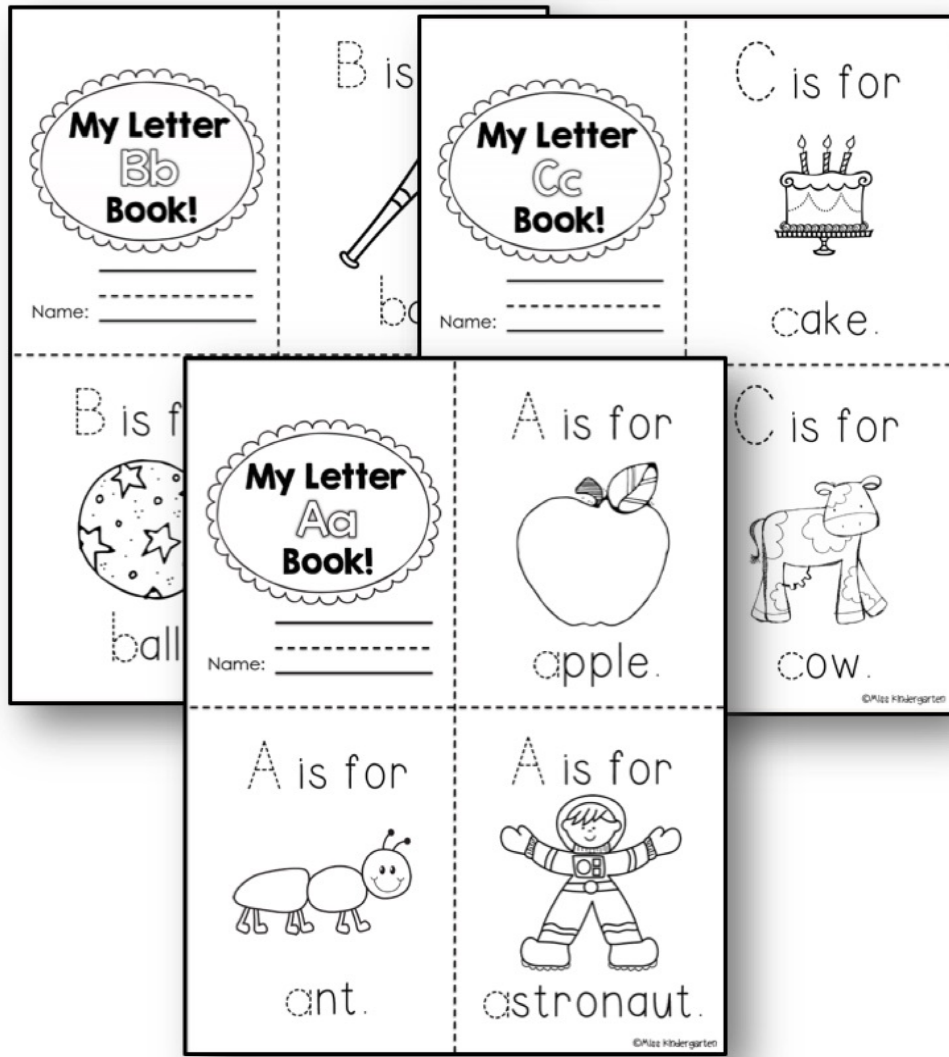 My Letter
Bb
Book!
Name:
B is
B is
ball
My Letter
Cc
Book!
Name:
C is for
cake.
C is for
cow.
©Miss Kindergarten
My Letter
Aa
Book!
Name:
A is for
apple.
A is for
ant.
A is for
astronaut.
©Miss Kindergarten